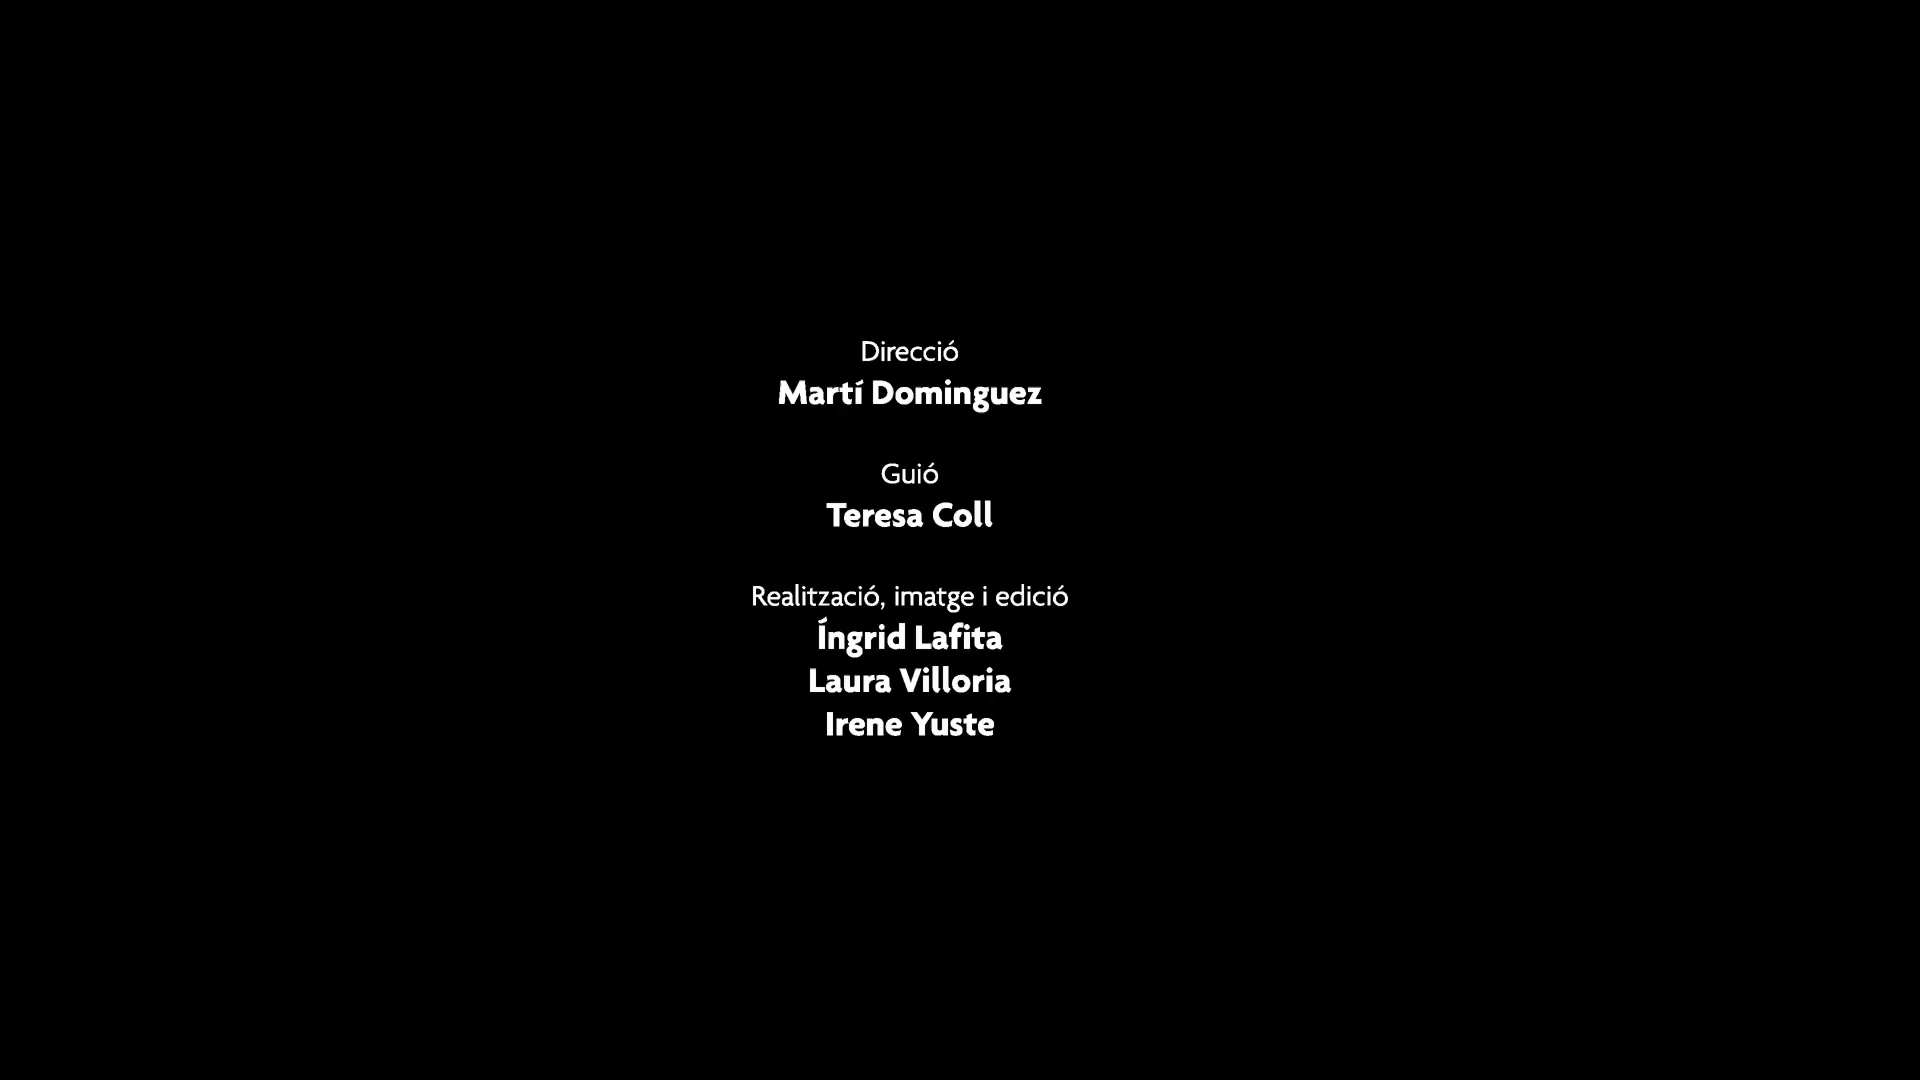 Direcció
Martí Dominguez
Guió
Teresa Coll
Realització, imatge i edició
Íngrid Lafita
Laura Villoria
Irene Yuste